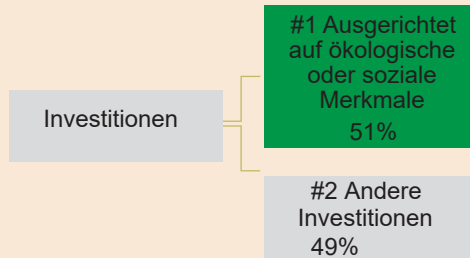 Investitionen
#1 Ausgerichtet
auf ökologische
oder soziale
Merkmale
51%
#2 Andere
Investitionen
49%